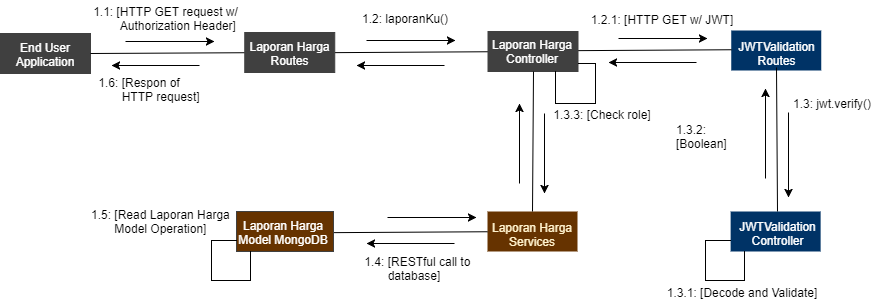 1.1: [HTTP GET request w/
Authorization Header]
1.2: laporanKu()
1.2.1: [HTTP GET w/ JWT]
End User
Application
Laporan Harga
Routes
Laporan Harga
Controller
JWTValidation
Routes
1.6: [Respon of
HTTP request]
1.3.3: [Check role]
1.3: jwt.verify()
1.3.2:
[Boolean]
1.5: [Read Laporan Harga
Model Operation]
Laporan Harga
Model MongoDB
Laporan Harga
Services
JWTValidation
Controller
1.4: [RESTful call to
database]
1.3.1: [Decode and Validate]